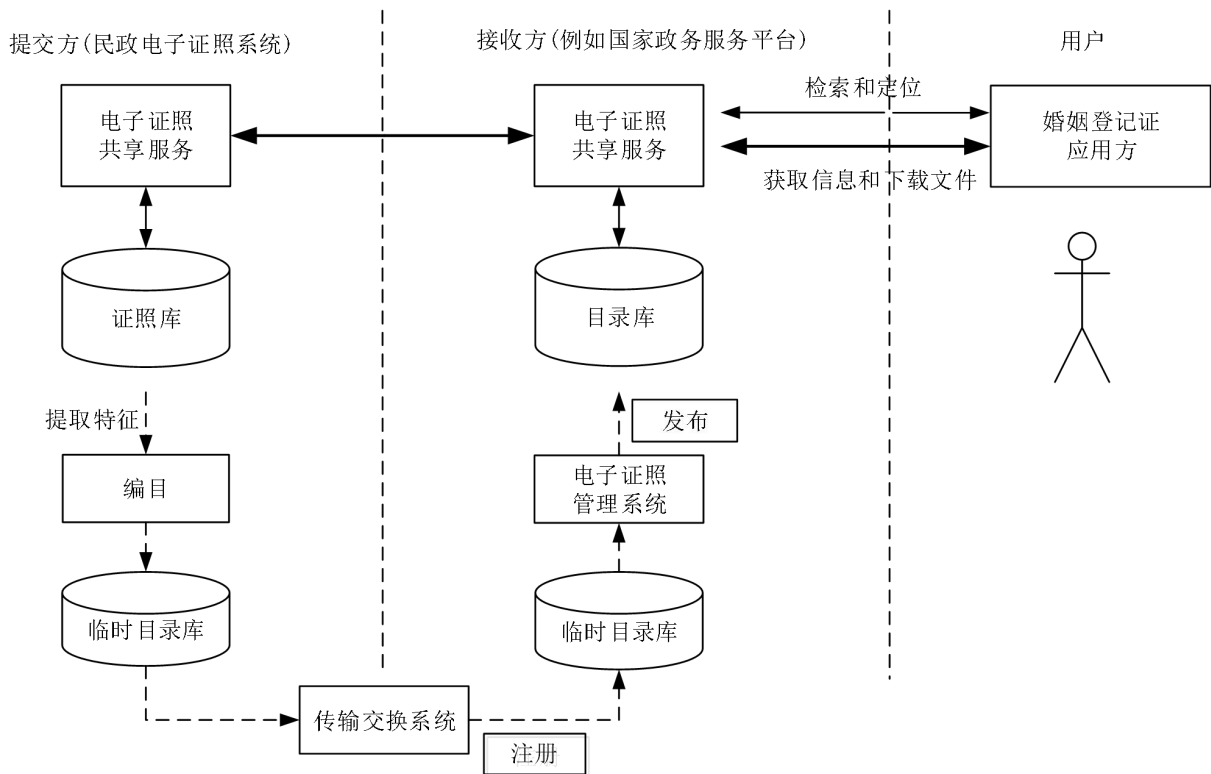 提交方(民政电子证照系统)
接收方(例如国家政务服务平台)
用户
电子证照
共享服务
电子证照
共享服务
检索和定位
获取信息和下载文件
婚姻登记证
应用方
证照库
目录库
提取特征
发布
编目
电子证照
管理系统
临时目录库
临时目录库
传输交换系统
注册